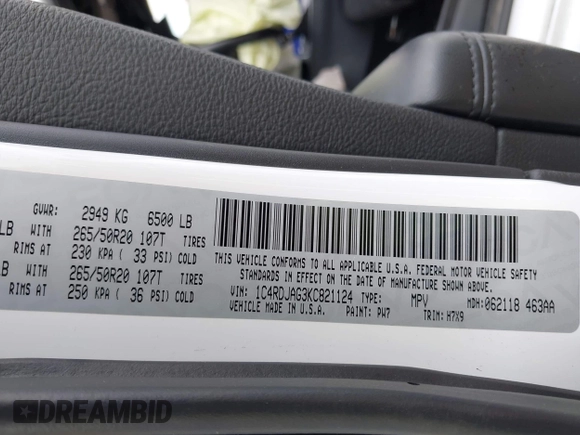 GVWR: 2949 KG 6500 LB
LB WITH 265/50R20 107T TIRES
RIMS AT 230 KPA ( 33 PSI) COLD
LB WITH 265/50R20 107T TIRES
RIMS AT 250 KPA ( 36 PSI) COLD
THIS VEHICLE CONFORMS TO ALL APPLICABLE U.S.A. FEDERAL MOTOR VEHICLE SAFETY
STANDARDS IN EFFECT ON THE DATE OF MANUFACTURE SHOWN ABOVE.
VIN: 1C4RDJAG3KC821124 TYPE: MPV MDH: 062118 463AA
VEHICLE MADE IN U.S.A. PAINT: PW7 TRIM: H7X9
DREAMBID